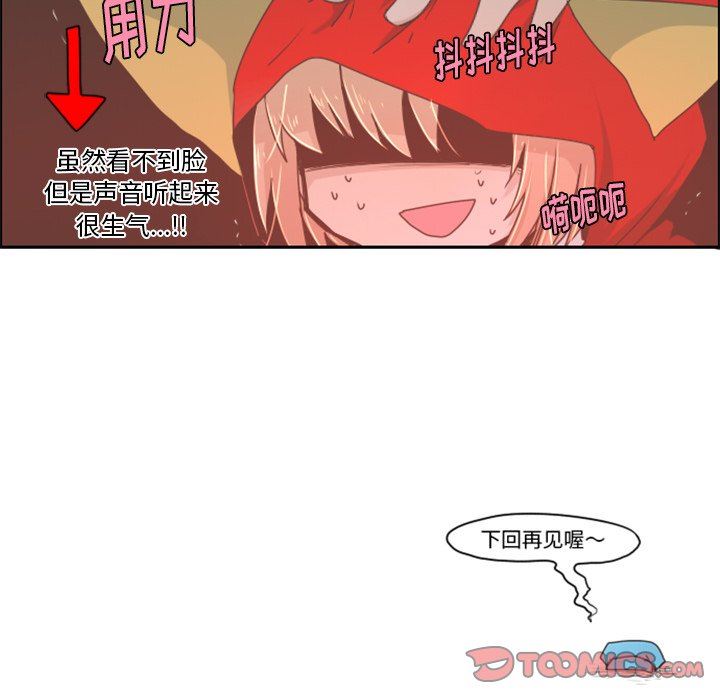 用力
抖抖抖抖
虽然看不到脸
但是声音听起来
很生气...!!
嗬呃呃
下回再见喔～
TOOMICS.COM